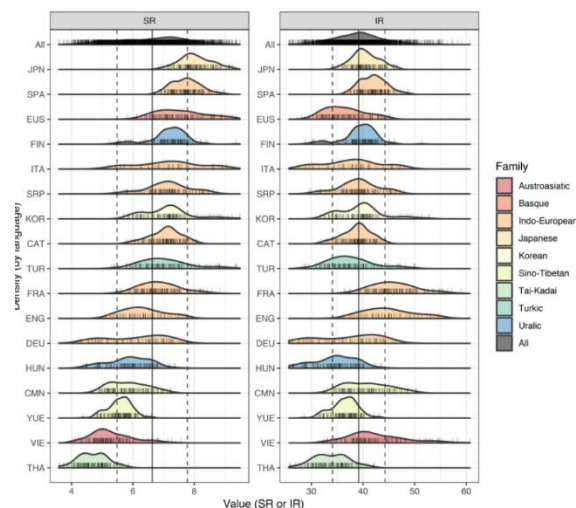 SR
IR
All
JPN
SPA
EUS
FIN
ITA
SRP
KOR
CAT
TUR
FRA
ENG
DEU
HUN
CMN
YUE
VIE
THA
All
JPN
SPA
EUS
FIN
ITA
SRP
KOR
CAT
TUR
FRA
ENG
DEU
HUN
CMN
YUE
VIE
THA
Density (by language)
4 6 8
30 40 50 60
Value (SR or IR)
Family
Austroasiatic
Basque
Indo-European
Japanese
Korean
Sino-Tibetan
Tai-Kadai
Turkic
Uralic
All